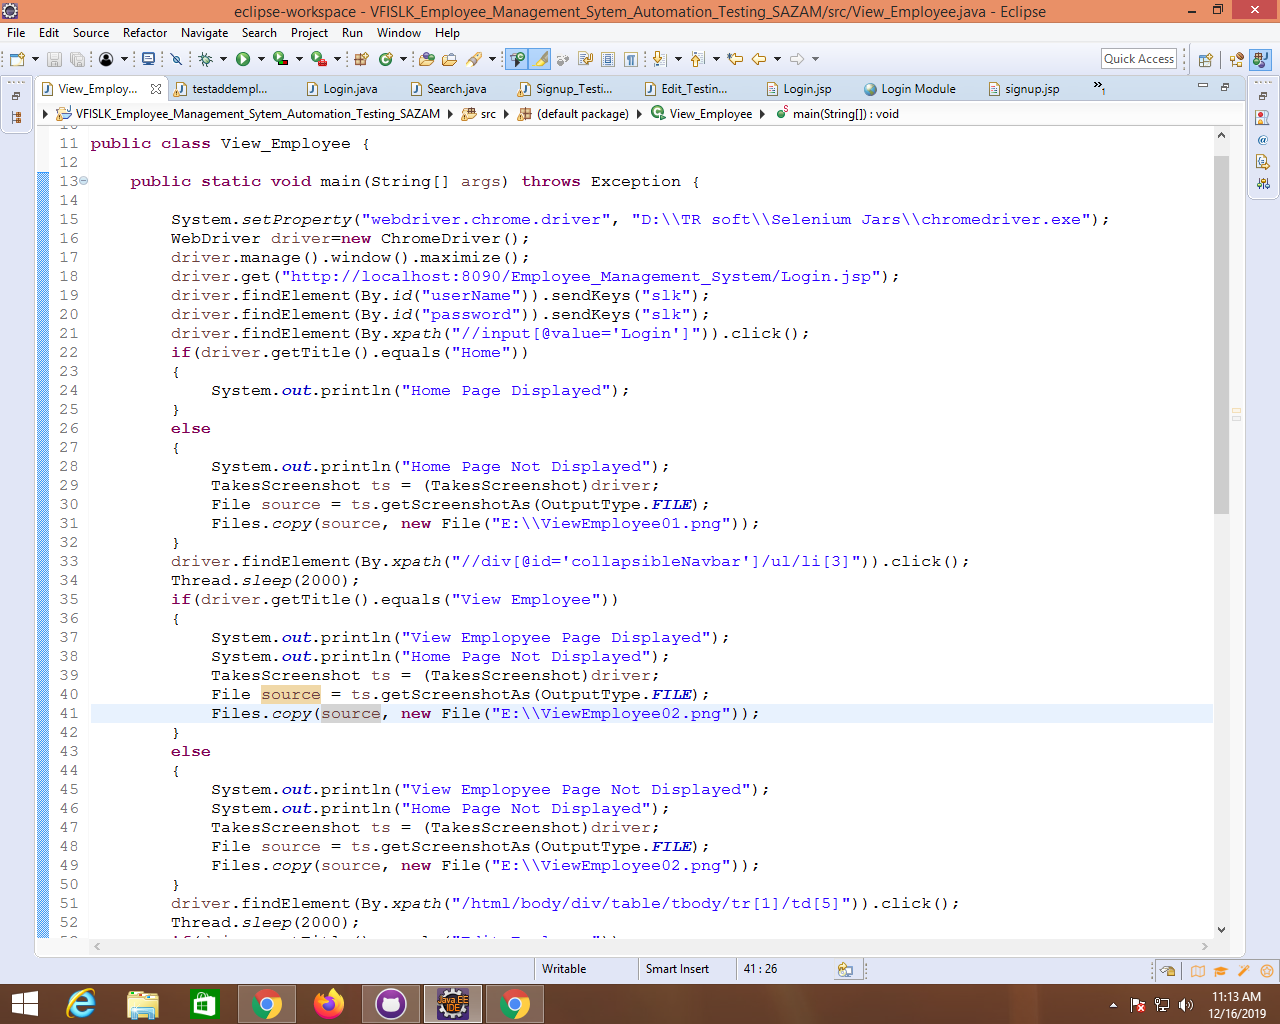 eclipse-workspace - VFISLK_Employee_Management_Sytem_Automation_Testing_SAZAM/src/View_Employee.java - Eclipse
File Edit Source Refactor Navigate Search Project Run Window Help
Quick Access
View_Employ... testaddempl... Login.java Search.java Signup_Testi... Edit_Testin... Login.jsp Login Module signup.jsp »1
VFISLK_Employee_Management_Sytem_Automation_Testing_SAZAM src (default package) View_Employee main(String[]) : void
11 public class View_Employee {
12
13 public static void main(String[] args) throws Exception {
14
15 System.setProperty("webdriver.chrome.driver", "D:\\TR soft\\Selenium Jars\\chromedriver.exe");
16 WebDriver driver=new ChromeDriver();
17 driver.manage().window().maximize();
18 driver.get("http://localhost:8090/Employee_Management_System/Login.jsp");
19 driver.findElement(By.id("userName")).sendKeys("slk");
20 driver.findElement(By.id("password")).sendKeys("slk");
21 driver.findElement(By.xpath("//input[@value='Login']")).click();
22 if(driver.getTitle().equals("Home"))
23 {
24 System.out.println("Home Page Displayed");
25 }
26 else
27 {
28 System.out.println("Home Page Not Displayed");
29 TakesScreenshot ts = (TakesScreenshot)driver;
30 File source = ts.getScreenshotAs(OutputType.FILE);
31 Files.copy(source, new File("E:\\ViewEmployee01.png"));
32 }
33 driver.findElement(By.xpath("//div[@id='collapsibleNavbar']/ul/li[3]")).click();
34 Thread.sleep(2000);
35 if(driver.getTitle().equals("View Employee"))
36 {
37 System.out.println("View Emplopyee Page Displayed");
38 System.out.println("Home Page Not Displayed");
39 TakesScreenshot ts = (TakesScreenshot)driver;
40 File source = ts.getScreenshotAs(OutputType.FILE);
41 Files.copy(source, new File("E:\\ViewEmployee02.png"));
42 }
43 else
44 {
45 System.out.println("View Emplopyee Page Not Displayed");
46 System.out.println("Home Page Not Displayed");
47 TakesScreenshot ts = (TakesScreenshot)driver;
48 File source = ts.getScreenshotAs(OutputType.FILE);
49 Files.copy(source, new File("E:\\ViewEmployee02.png"));
50 }
51 driver.findElement(By.xpath("/html/body/div/table/tbody/tr[1]/td[5]")).click();
52 Thread.sleep(2000);
Writable Smart Insert 41 : 26
Java EE IDE
11:13 AM
12/16/2019